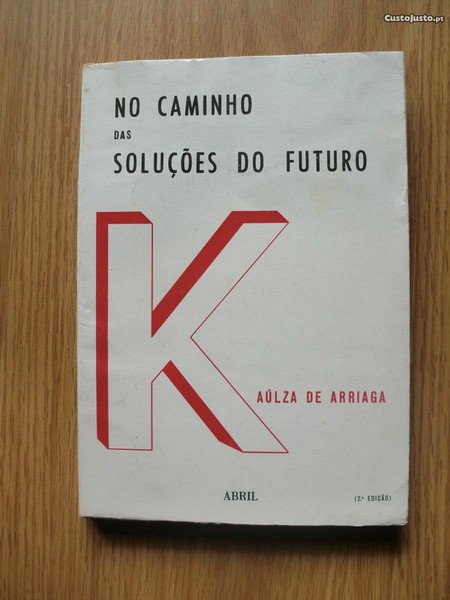 CustoJusto.pt
NO CAMINHO
DAS
SOLUÇÕES DO FUTURO
K
AÚLZA DE ARRIAGA
ABRIL
(2.ª EDIÇÃO)